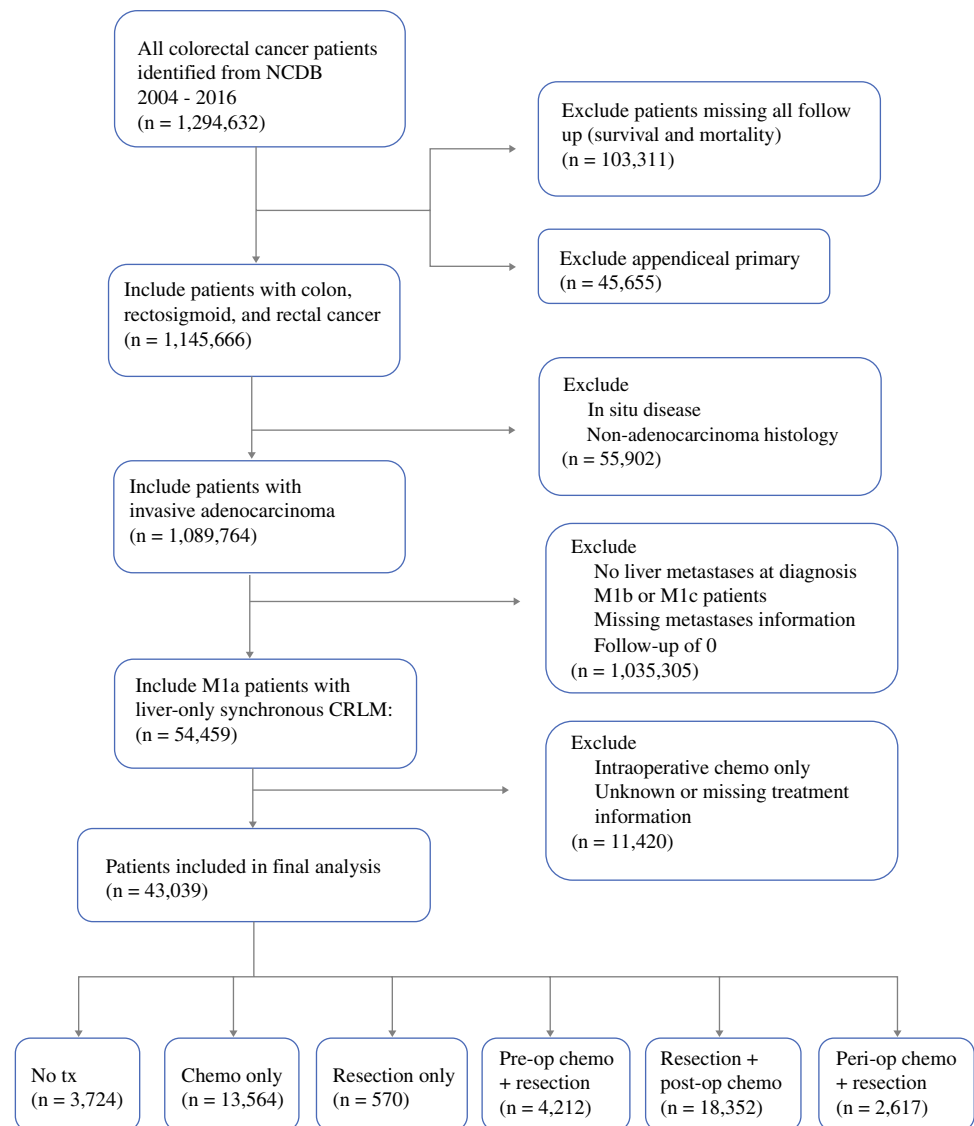 All colorectal cancer patients
identified from NCDB
2004 - 2016
(n = 1,294,632)
Exclude patients missing all follow
up (survival and mortality)
(n = 103,311)
Exclude appendiceal primary
(n = 45,655)
Include patients with colon,
rectosigmoid, and rectal cancer
(n = 1,145,666)
Exclude
In situ disease
Non-adenocarcinoma histology
(n = 55,902)
Include patients with
invasive adenocarcinoma
(n = 1,089,764)
Exclude
No liver metastases at diagnosis
M1b or M1c patients
Missing metastases information
Follow-up of 0
(n = 1,035,305)
Include M1a patients with
liver-only synchronous CRLM:
(n = 54,459)
Exclude
Intraoperative chemo only
Unknown or missing treatment
information
(n = 11,420)
Patients included in final analysis
(n = 43,039)
No tx
(n = 3,724)
Chemo only
(n = 13,564)
Resection only
(n = 570)
Pre-op chemo
+ resection
(n = 4,212)
Resection +
post-op chemo
(n = 18,352)
Peri-op chemo
+ resection
(n = 2,617)